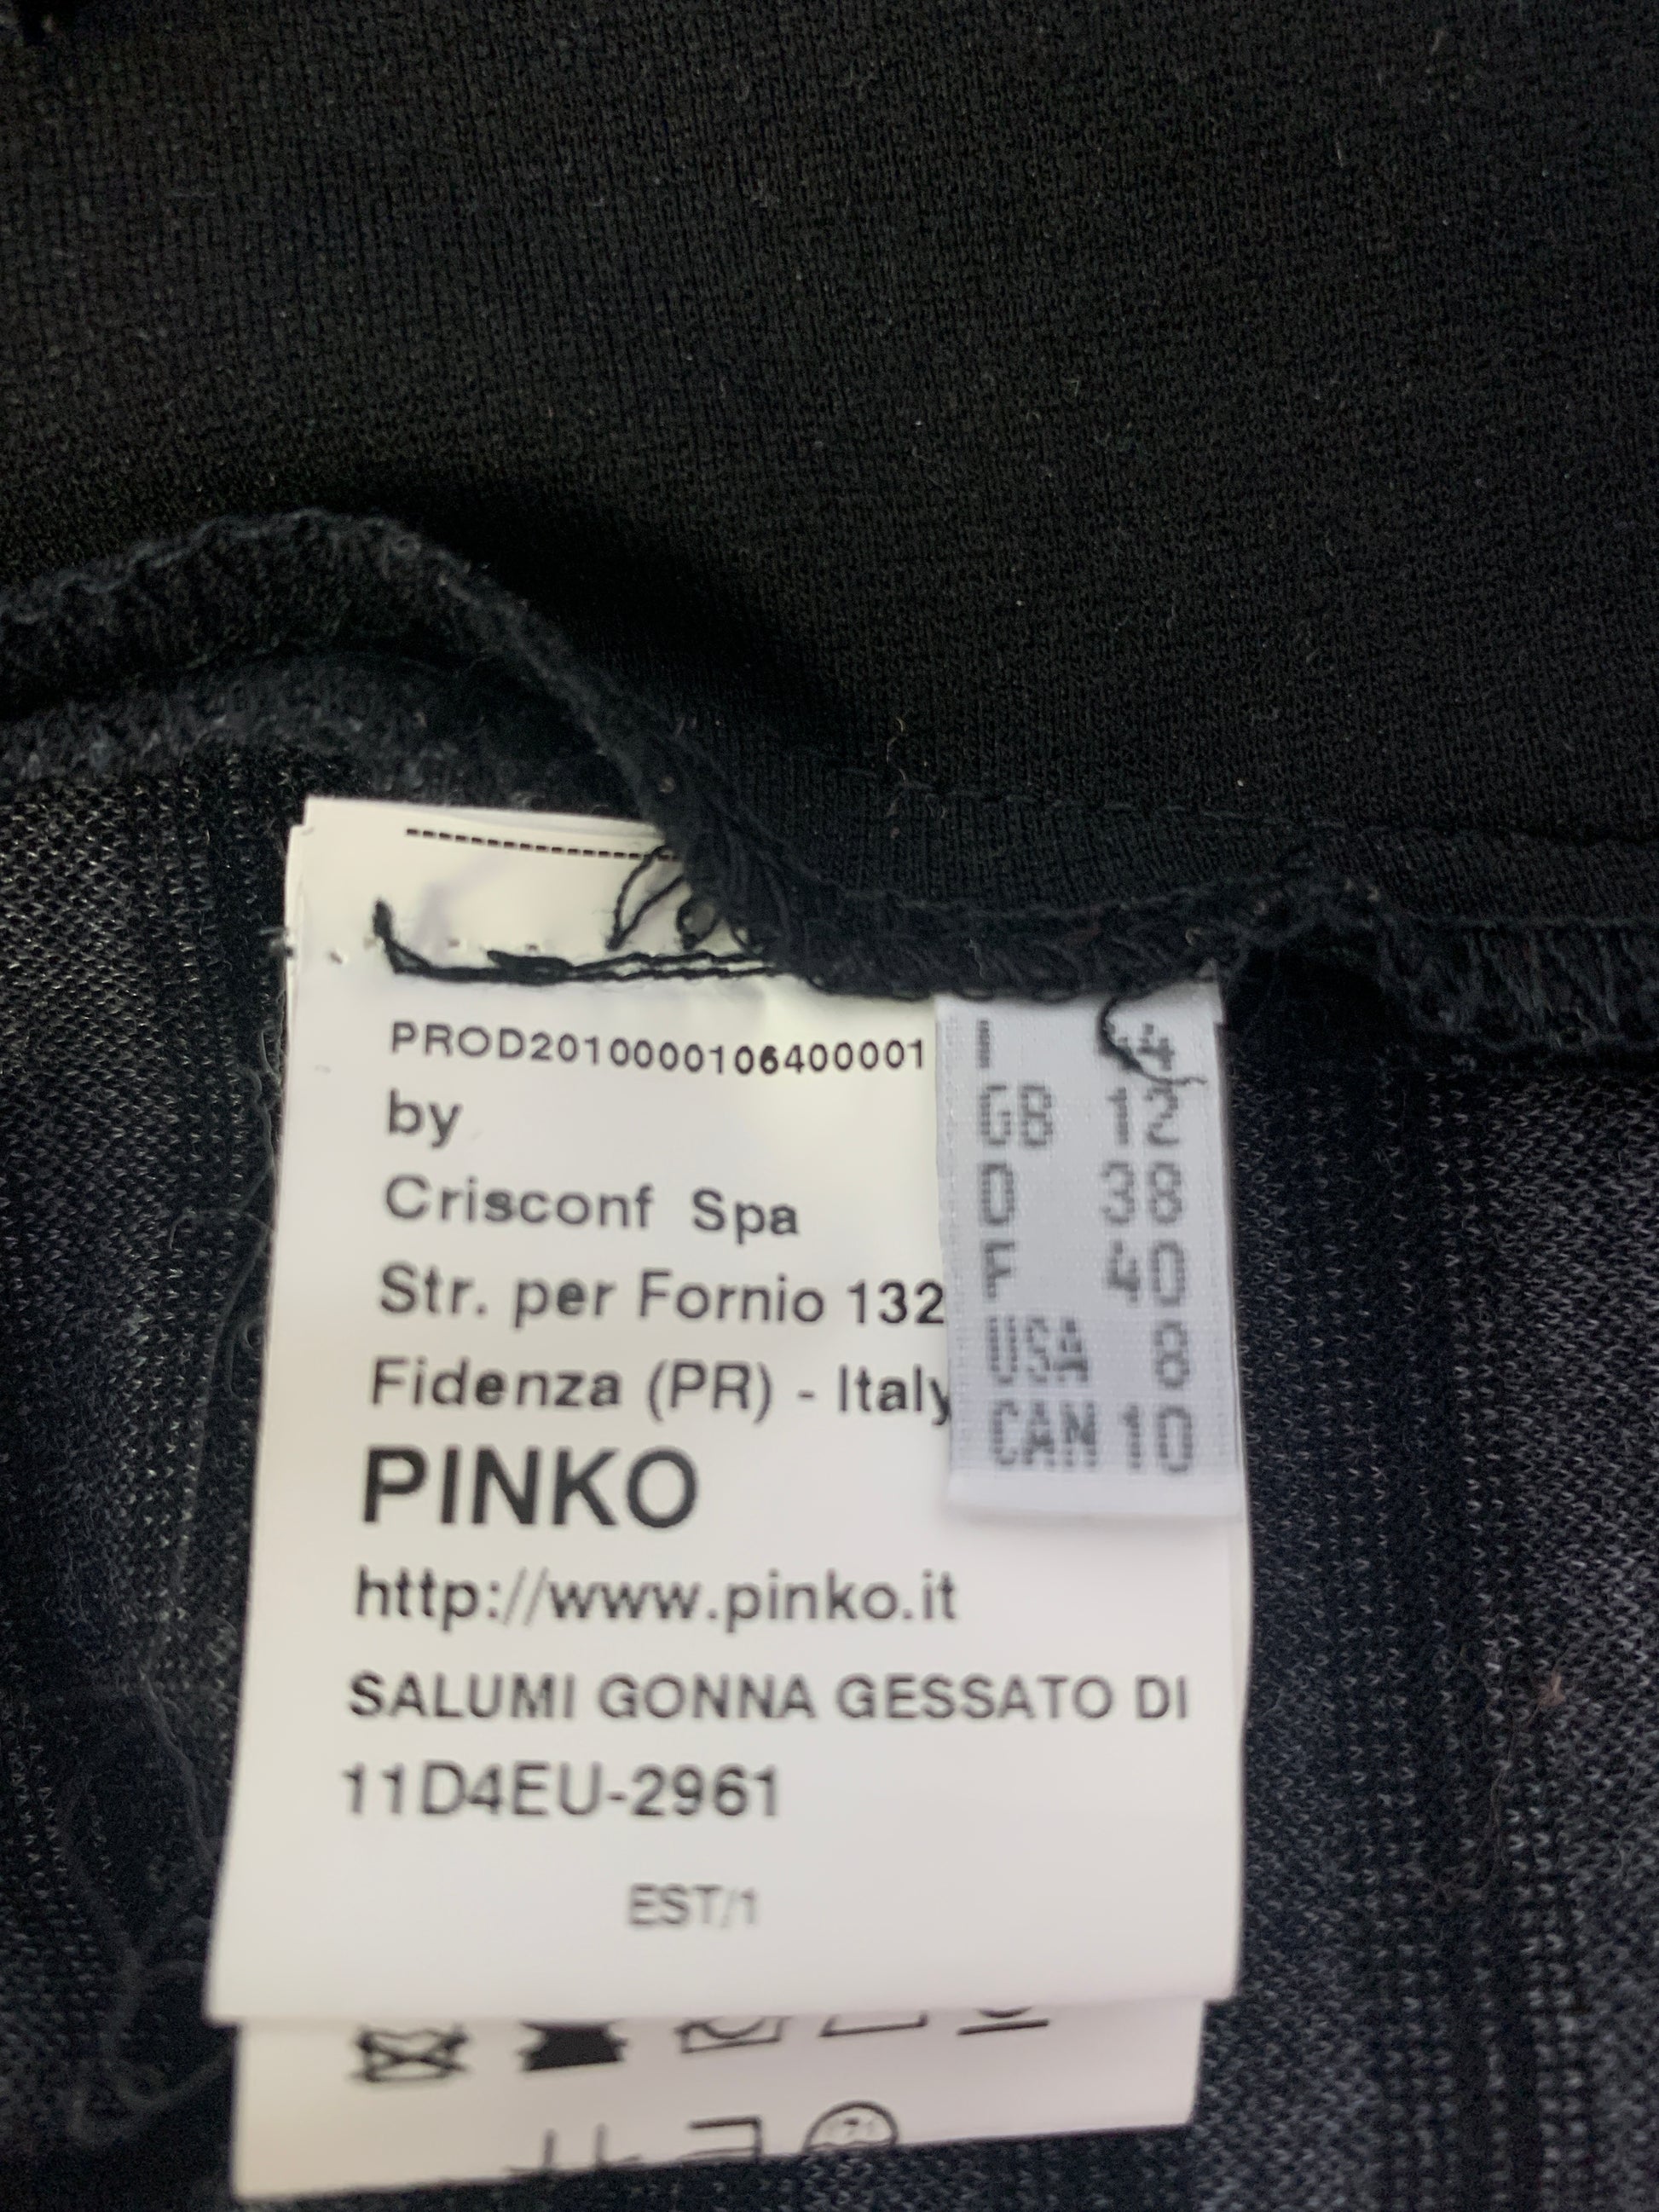 PROD2010000106400001
by
Crisconf Spa
Str. per Fornio 132
Fidenza (PR) - Italy
PINKO
http://www.pinko.it
SALUMI GONNA GESSATO DI
11D4EU-2961
EST/1
I 44
GB 12
D 38
F 40
USA 8
CAN 10